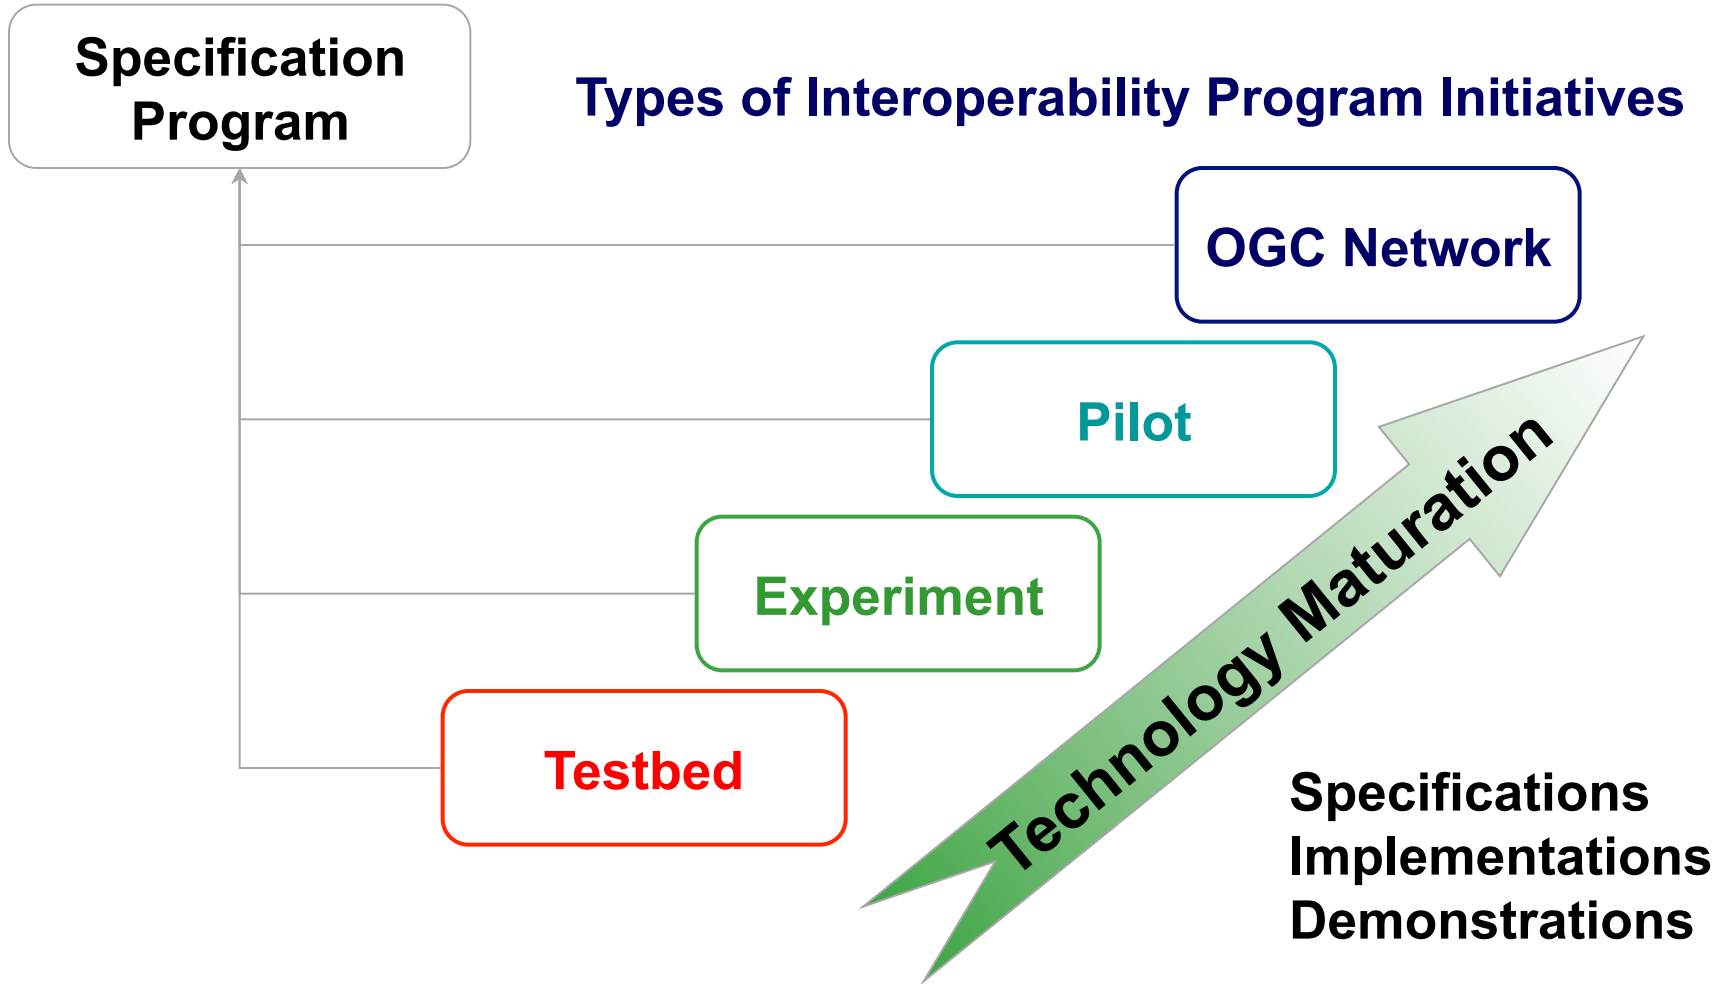 Specification
Program
Types of Interoperability Program Initiatives
OGC Network
Pilot
Experiment
Testbed
Technology Maturation
Specifications
Implementations
Demonstrations